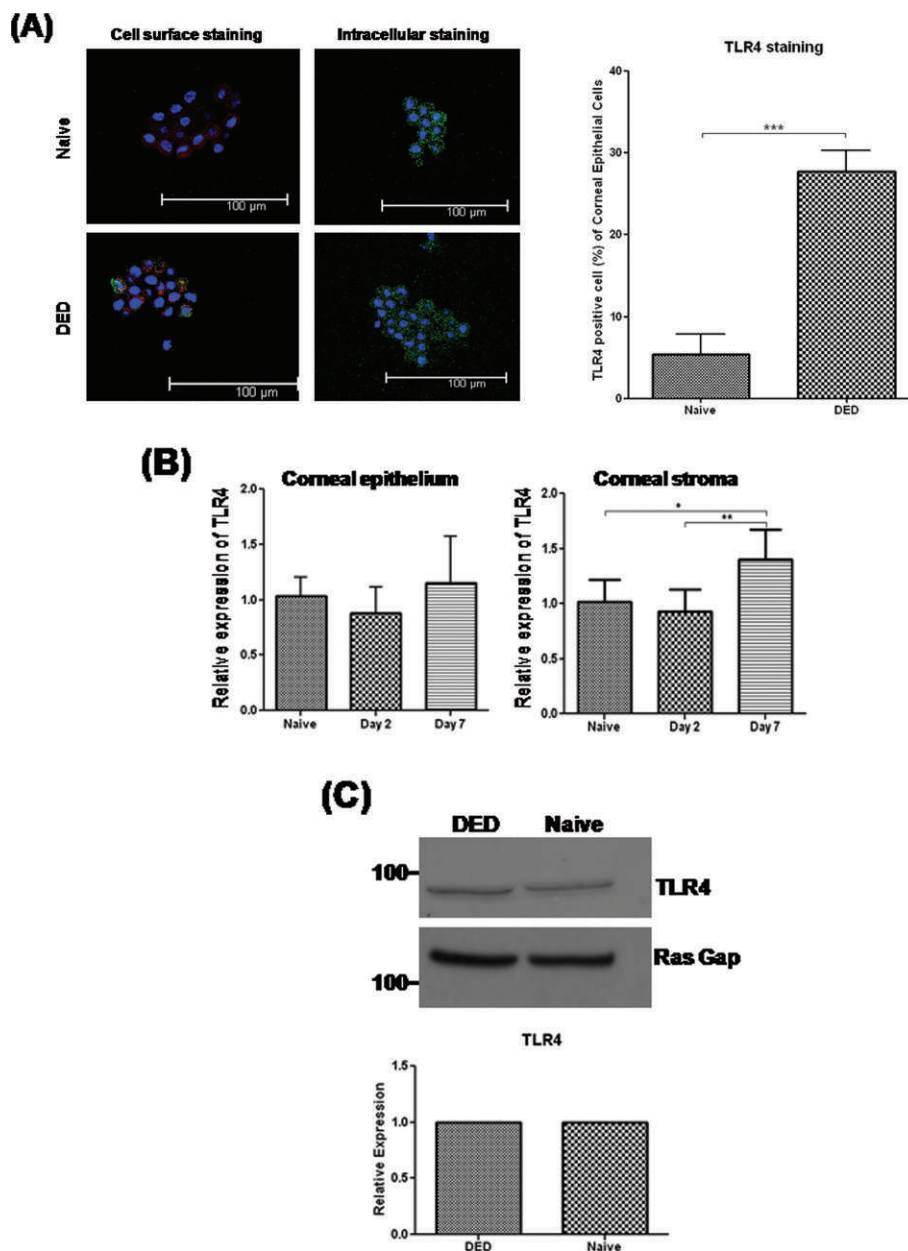 (A)
Cell surface staining
Intracellular staining
Naive
DED
100 µm
100 µm
100 µm
100 µm
TLR4 staining
TLR4 positive cell (%) of Corneal Epithelial Cells
40
30
20
10
0
***
Naive
DED
(B)
Corneal epithelium
Relative expression of TLR4
2.0
1.5
1.0
0.5
0.0
Naive
Day 2
Day 7
Corneal stroma
Relative expression of TLR4
2.0
1.5
1.0
0.5
0.0
*
**
Naive
Day 2
Day 7
(C)
DED
Naive
100
TLR4
Ras Gap
100
TLR4
Relative Expression
1.5
1.0
0.5
0.0
DED
Naive